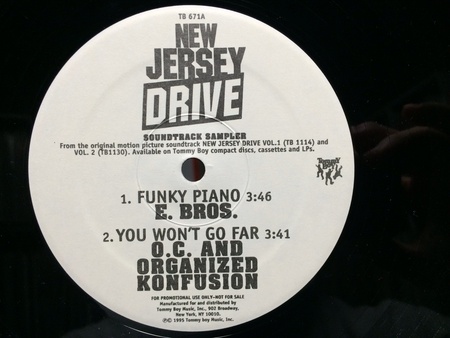 TB 671A
NEW
JERSEY
DRIVE
SOUNDTRACK SAMPLER
From the original motion picture soundtrack NEW JERSEY DRIVE VOL.1 (TB 1114) and
VOL. 2 (TB1130). Available on Tommy Boy compact discs, cassettes and LPs.
Tommy Boy
1. FUNKY PIANO 3:46
E. BROS.
2. YOU WON'T GO FAR 3:41
O.C. AND
ORGANIZED
KONFUSION
FOR PROMOTIONAL USE ONLY–NOT FOR SALE
Manufactured for and distributed by
Tommy Boy Music, Inc., 902 Broadway,
New York, NY 10010.
℗© 1995 Tommy Boy Music, Inc.